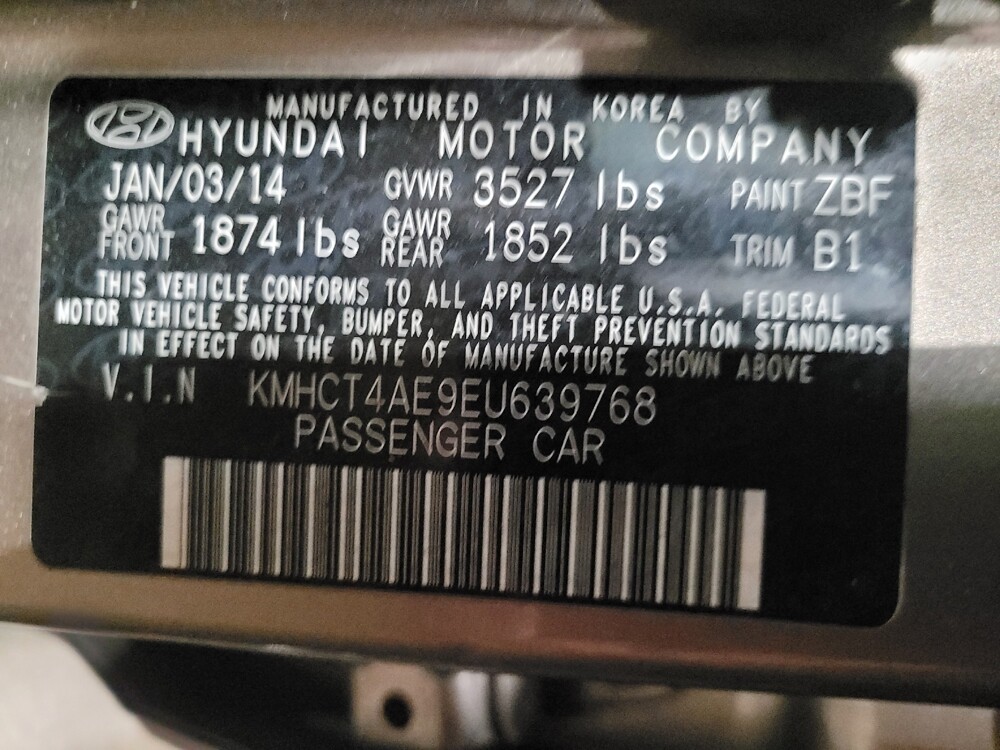 MANUFACTURED IN KOREA BY
HYUNDAI MOTOR COMPANY
JAN/03/14 GVWR 3527 lbs PAINT ZBF
GAWR FRONT 1874 lbs GAWR REAR 1852 lbs TRIM B1
THIS VEHICLE CONFORMS TO ALL APPLICABLE U.S.A. FEDERAL
MOTOR VEHICLE SAFETY, BUMPER, AND THEFT PREVENTION STANDARDS
IN EFFECT ON THE DATE OF MANUFACTURE SHOWN ABOVE
V.I.N KMHCT4AE9EU639768
PASSENGER CAR